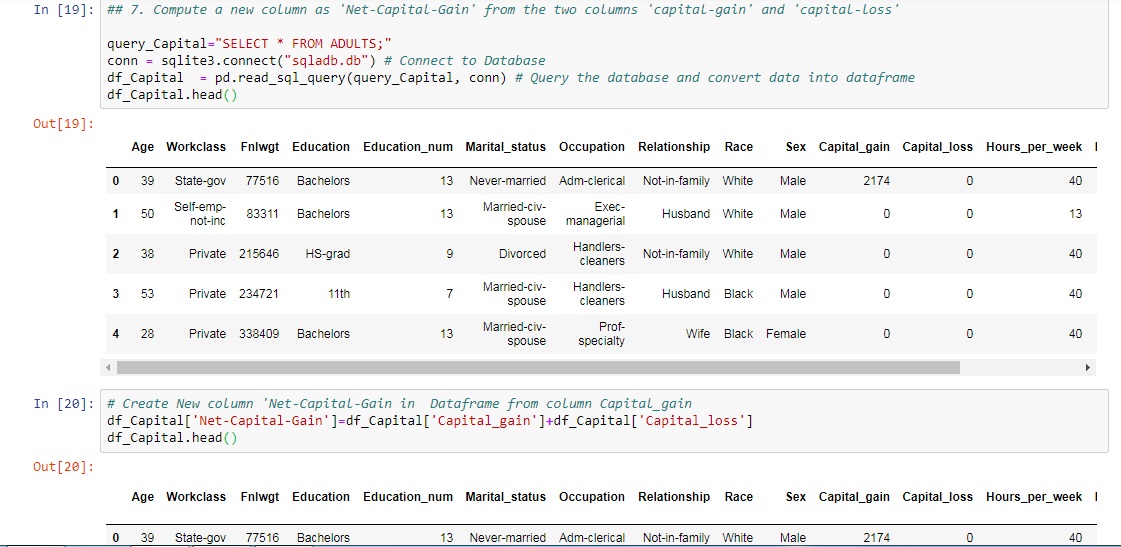 In [19]: ## 7. Compute a new column as 'Net-Capital-Gain' from the two columns 'capital-gain' and 'capital-loss'
query_Capital="SELECT * FROM ADULTS;"
conn = sqlite3.connect("sqladb.db") # Connect to Database
df_Capital  = pd.read_sql_query(query_Capital, conn) # Query the database and convert data into dataframe
df_Capital.head()
Out[19]:
Age Workclass Fnlwgt Education Education_num Marital_status Occupation Relationship Race Sex Capital_gain Capital_loss Hours_per_week
0 39 State-gov 77516 Bachelors 13 Never-married Adm-clerical Not-in-family White Male 2174 0 40
1 50 Self-emp-not-inc 83311 Bachelors 13 Married-civ-spouse Exec-managerial Husband White Male 0 0 13
2 38 Private 215646 HS-grad 9 Divorced Handlers-cleaners Not-in-family White Male 0 0 40
3 53 Private 234721 11th 7 Married-civ-spouse Handlers-cleaners Husband Black Male 0 0 40
4 28 Private 338409 Bachelors 13 Married-civ-spouse Prof-specialty Wife Black Female 0 0 40
In [20]: # Create New column 'Net-Capital-Gain in  Dataframe from column Capital_gain
df_Capital['Net-Capital-Gain']=df_Capital['Capital_gain']+df_Capital['Capital_loss']
df_Capital.head()
Out[20]:
Age Workclass Fnlwgt Education Education_num Marital_status Occupation Relationship Race Sex Capital_gain Capital_loss Hours_per_week
0 39 State-gov 77516 Bachelors 13 Never-married Adm-clerical Not-in-family White Male 2174 0 40